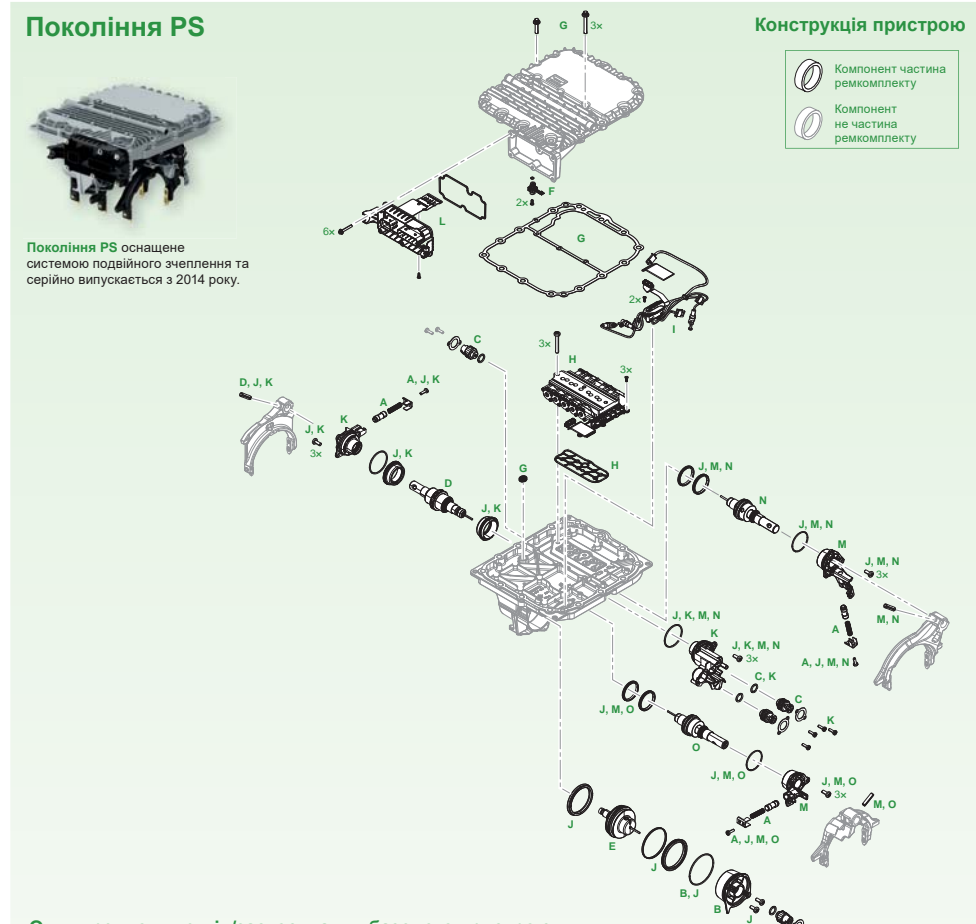 Покоління PS
Конструкція пристрою
Компонент частина
ремкомплекту
Компонент
не частина
ремкомплекту
Покоління PS оснащене
системою подвійного зчеплення та
серійно випускається з 2014 року.
G
3×
F
2×
L
6×
G
2×
I
C
3×
H
3×
D, J, K
A, J, K
A
K
J, K
3×
J, K
G
H
D
J, K
J, M, N
N
J, M, N
M
J, M, N
3×
M, N
A
A, J, M, N
J, K, M, N
K
J, K, M, N
3×
C, K
C
K
J, M, O
O
J, M, O
J, M, O
3×
M
M, O
A
A, J, M, O
J
E
J
B, J
B
J